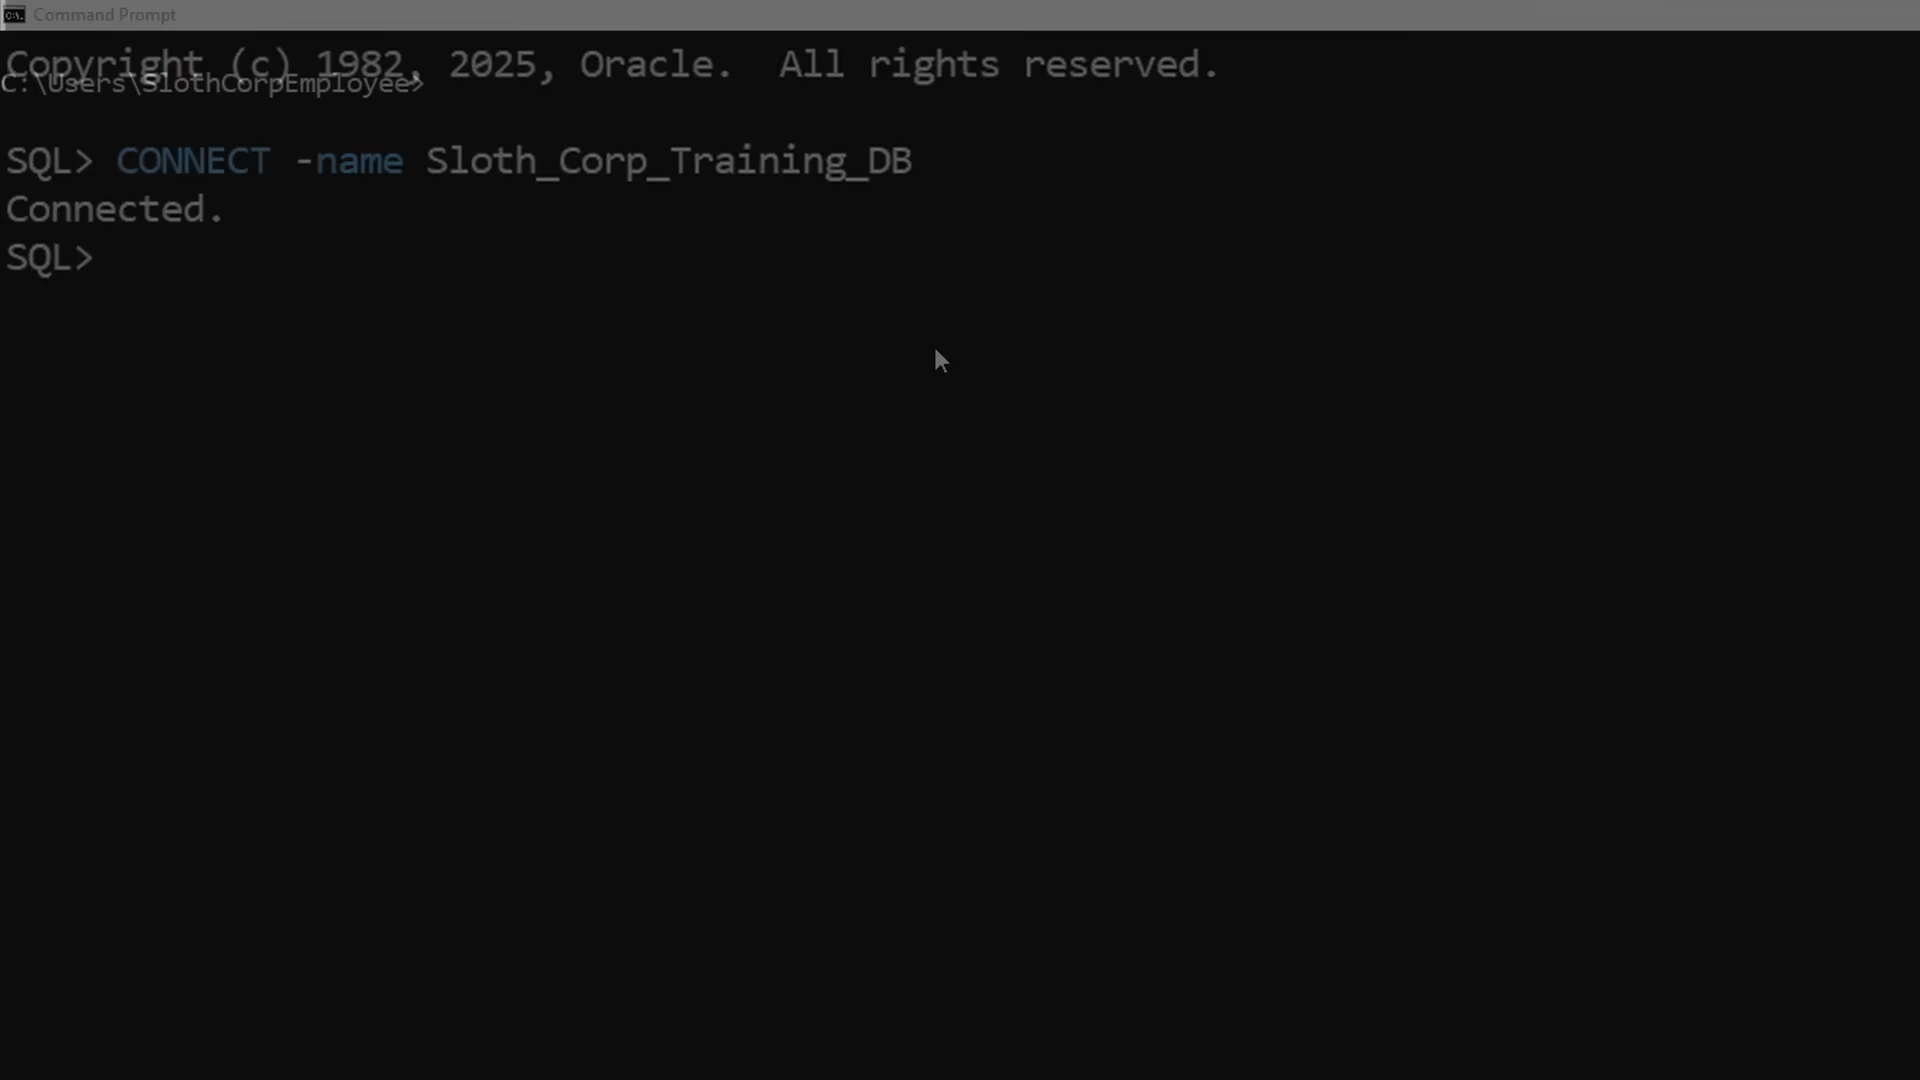 Command Prompt
Copyright (c) 1982, 2025, Oracle.  All rights reserved.
C:\Users\SlothCorpEmployee>
SQL> CONNECT -name Sloth_Corp_Training_DB
Connected.
SQL>